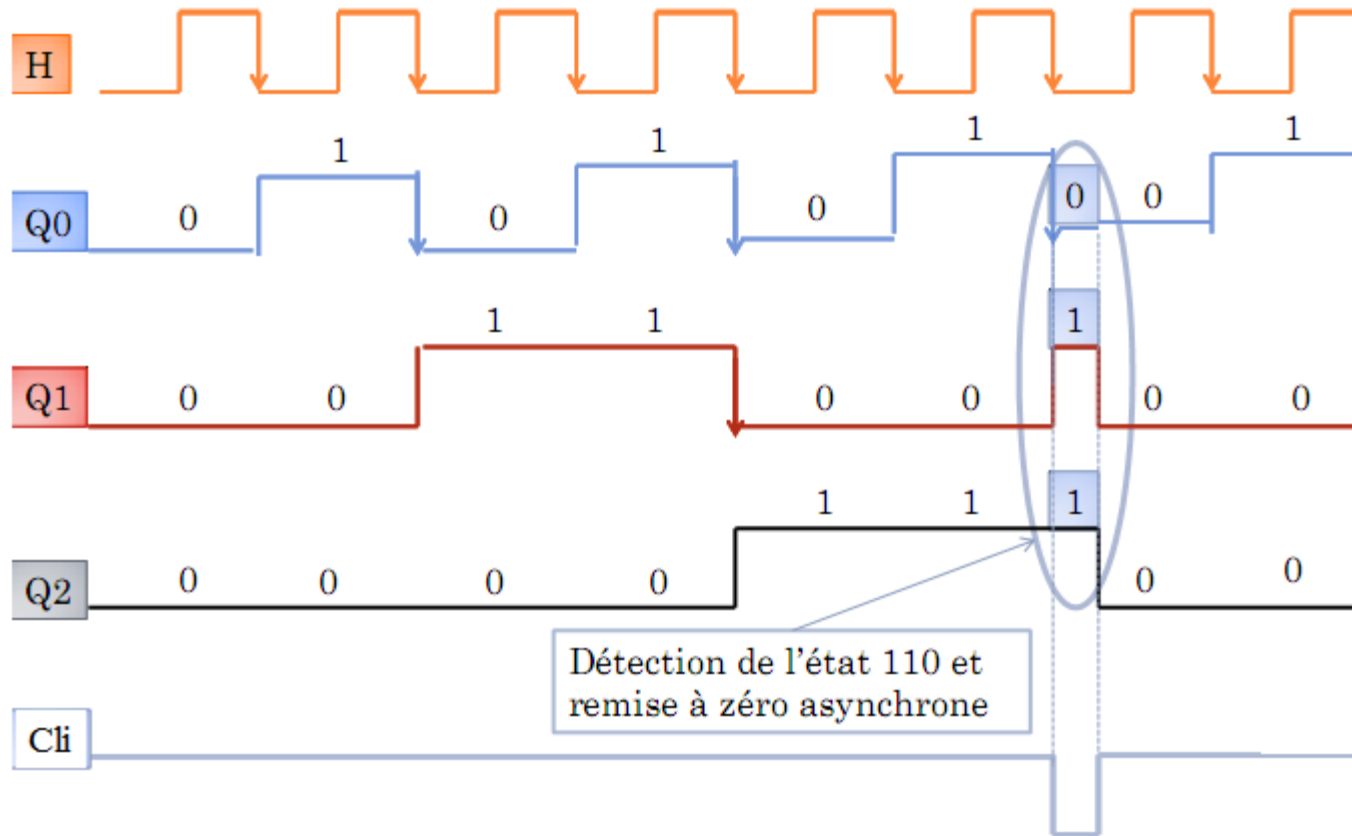 H
1 1 1 1
Q0 0 0 0 0 0
1 1 1
Q1 0 0 0 0 0 0
1 1 1
Q2 0 0 0 0 0 0
Détection de l’état 110 et
remise à zéro asynchrone
Cli